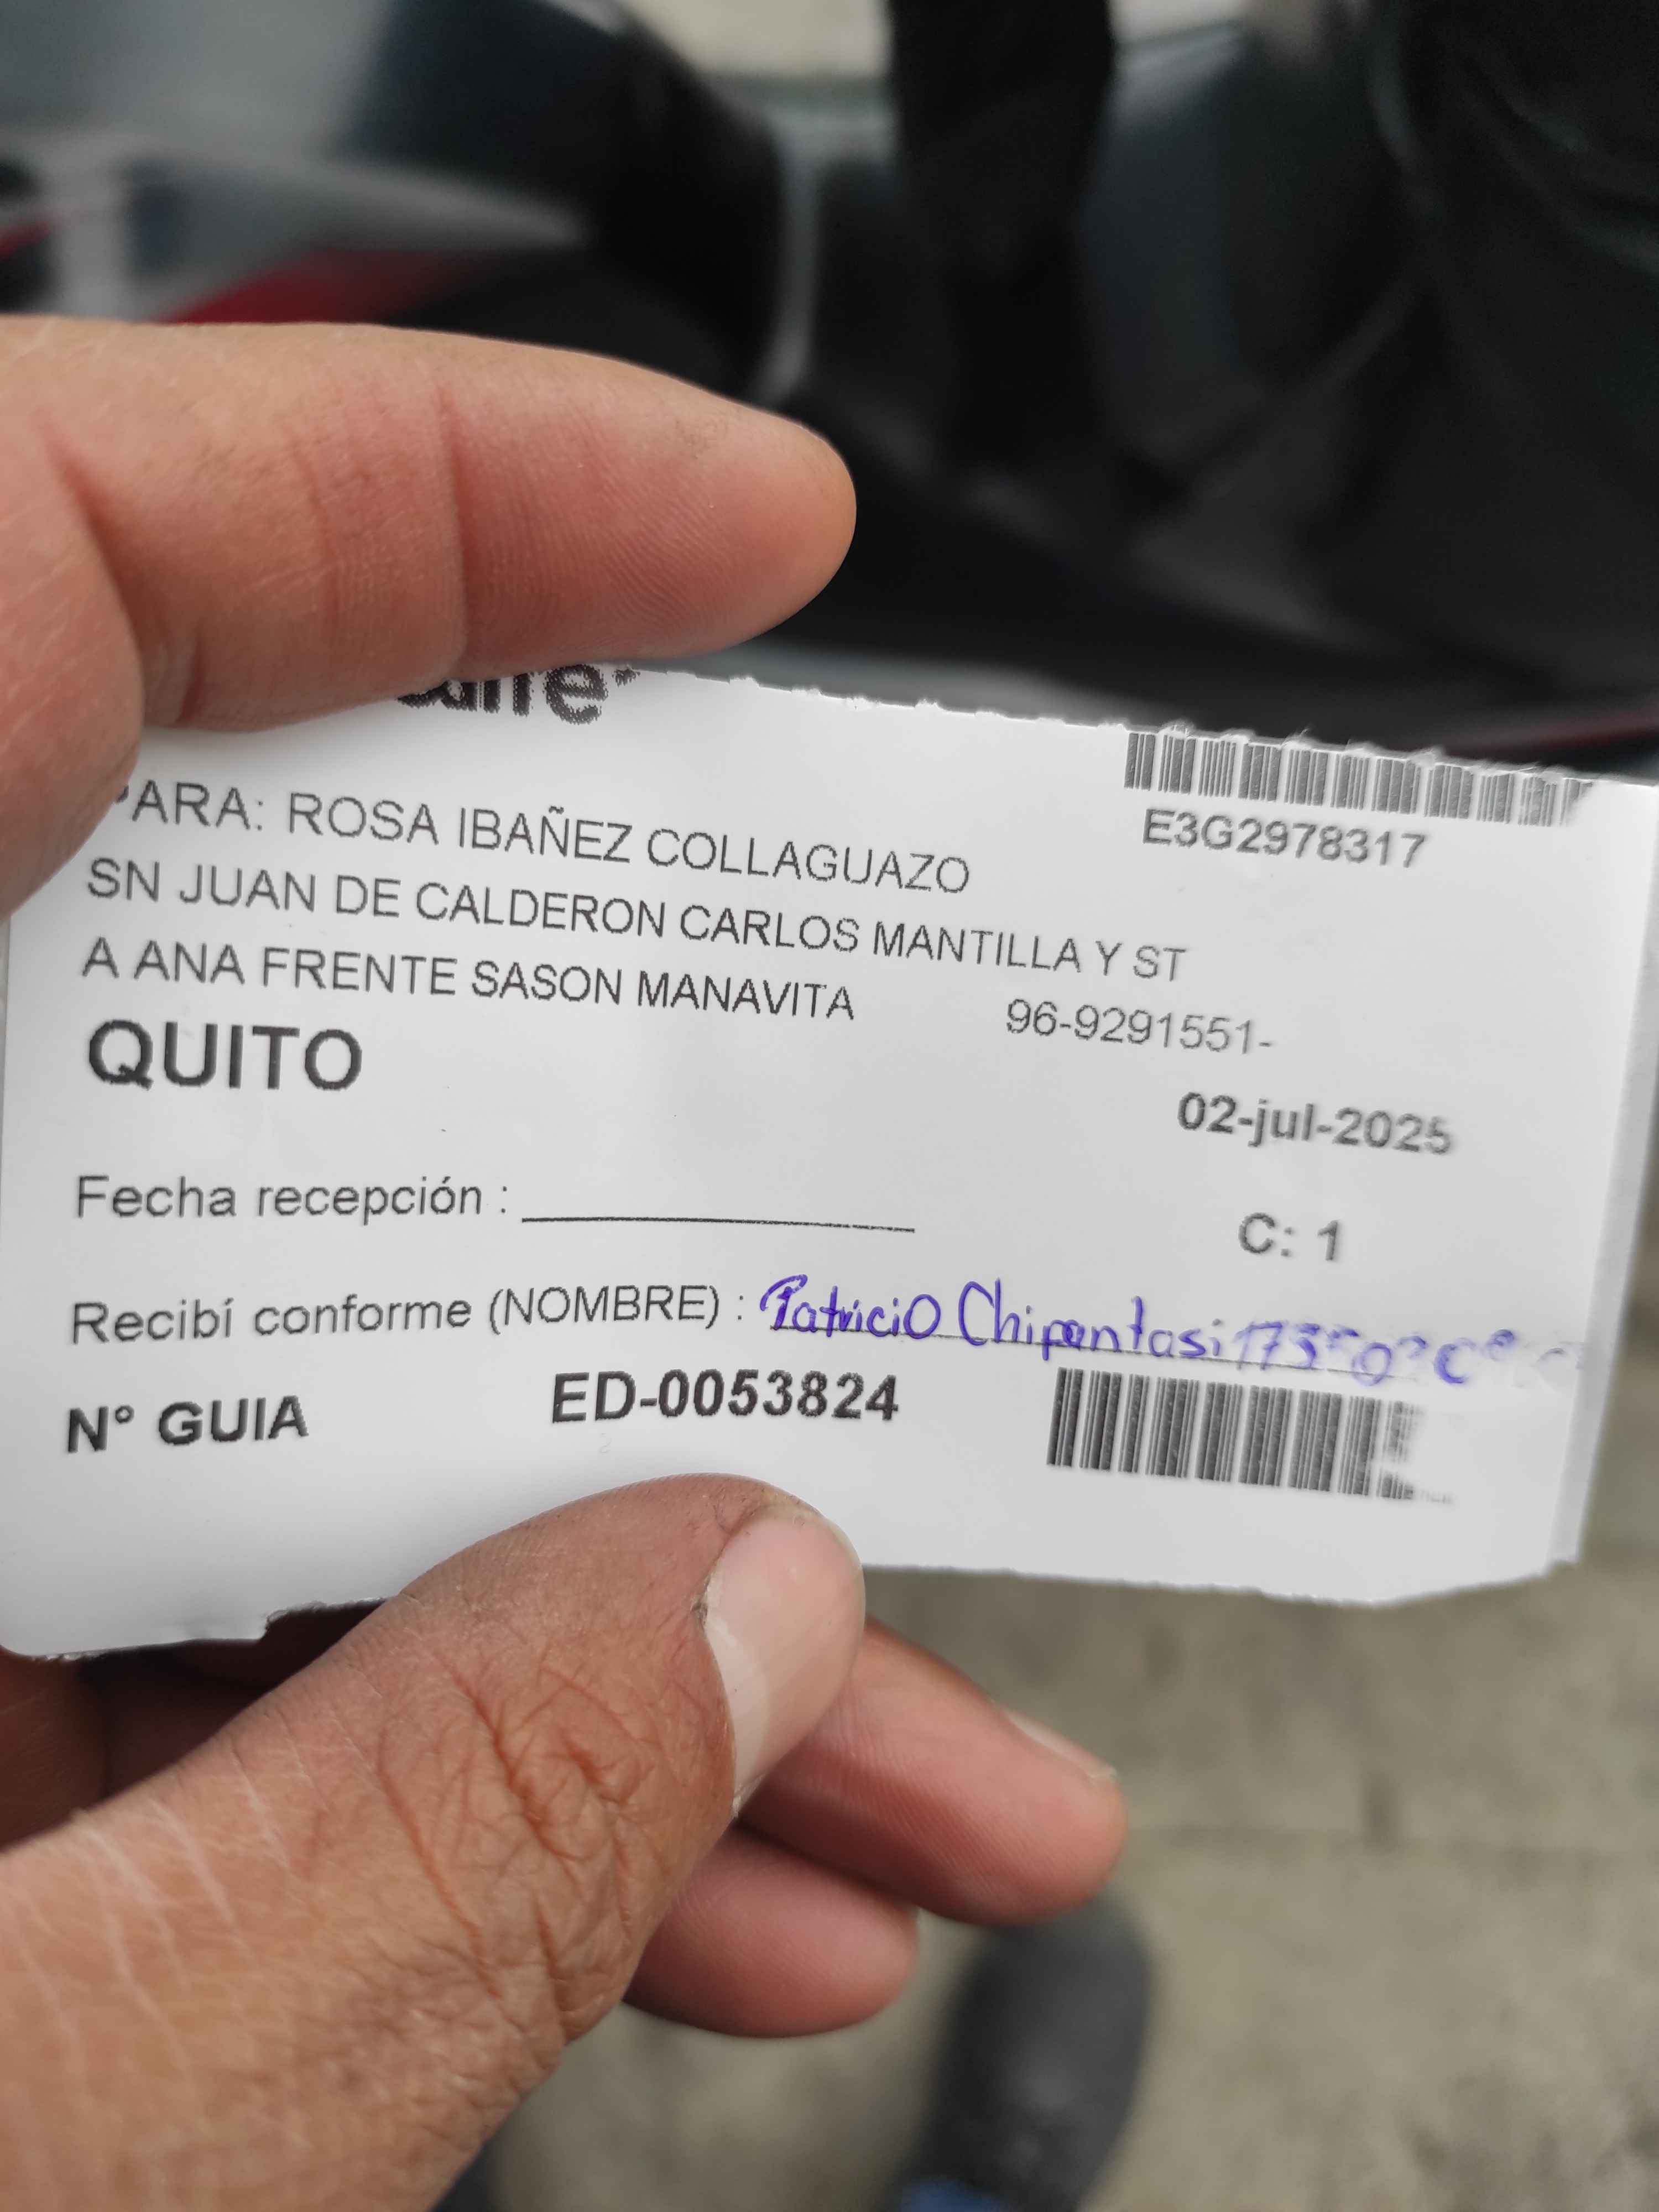 PARA: ROSA IBAÑEZ COLLAGUAZO
E3G2978317
SN JUAN DE CALDERON CARLOS MANTILLA Y ST
A ANA FRENTE SASON MANAVITA 96-9291551-
QUITO
02-jul-2025
Fecha recepción :
C: 1
Recibí conforme (NOMBRE) : Patricio Chipantasi
N° GUIA ED-0053824